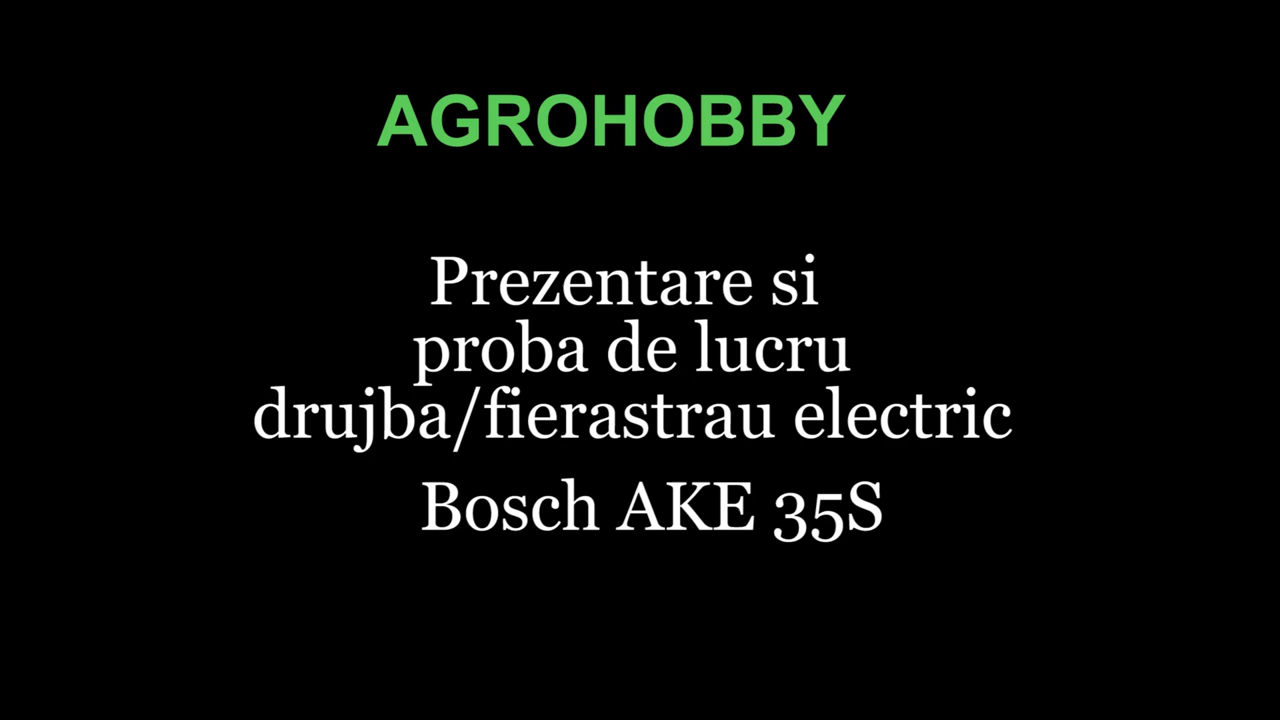 AGROHOBBY
Prezentare si
proba de lucru
drujba/fierastrau electric
Bosch AKE 35S